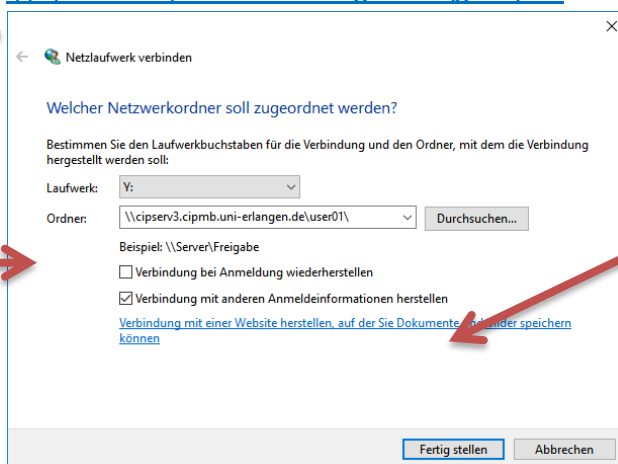 Netzlaufwerk verbinden
Welcher Netzwerkordner soll zugeordnet werden?
Bestimmen Sie den Laufwerkbuchstaben für die Verbindung und den Ordner, mit dem die Verbindung
hergestellt werden soll:
Laufwerk: Y:
Ordner: \\cipserv3.cipmb.uni-erlangen.de\user01\ Durchsuchen...
Beispiel: \\Server\Freigabe
Verbindung bei Anmeldung wiederherstellen
Verbindung mit anderen Anmeldeinformationen herstellen
Verbindung mit einer Website herstellen, auf der Sie Dokumente und Bilder speichern
können
Fertig stellen Abbrechen